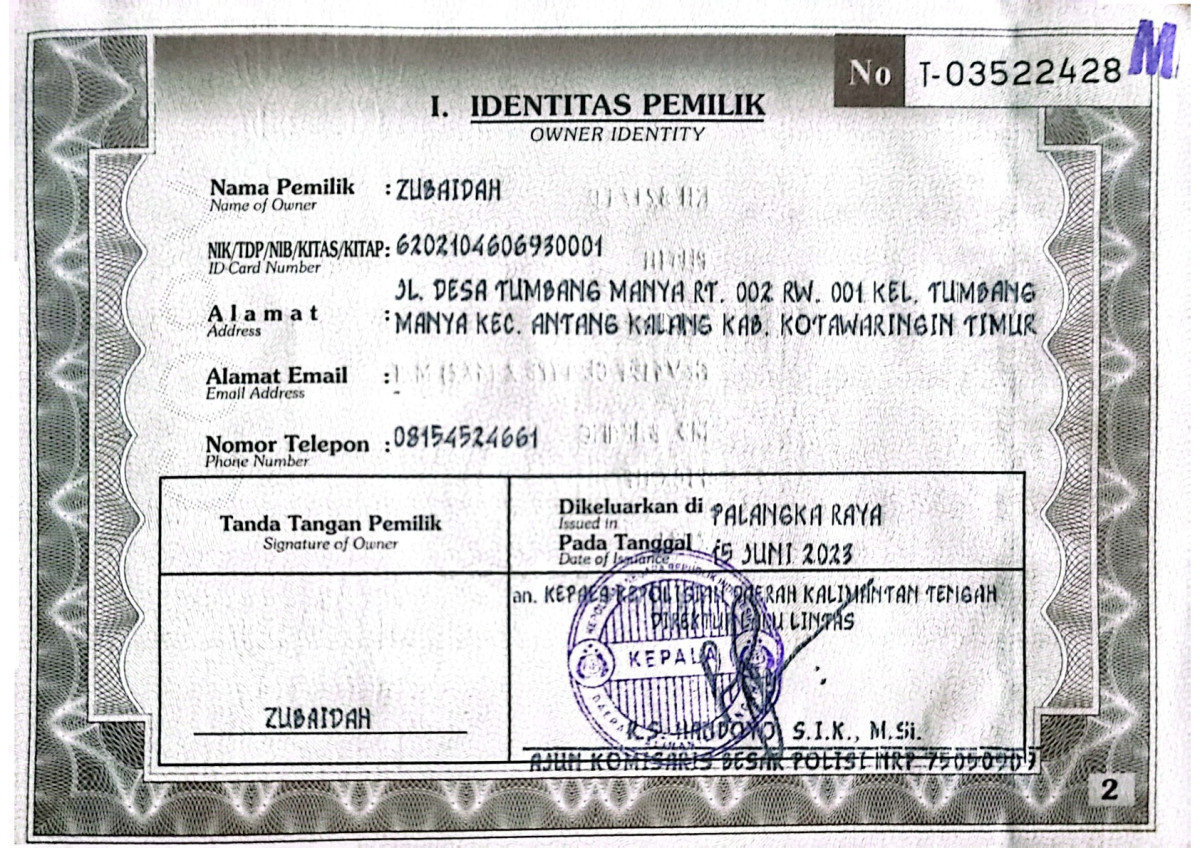 No T-03522428 M
I. IDENTITAS PEMILIK
OWNER IDENTITY
Nama Pemilik : ZUBAIDAH
Name of Owner
NIK/TDP/NIB/KITAS/KITAP: 6202104606930001
ID Card Number
JL. DESA TUMBANG MANYA RT. 002 RW. 001 KEL. TUMBANG
Alamat : MANYA KEC. ANTANG KALANG KAB. KOTAWARINGIN TIMUR
Address
Alamat Email :
Email Address -
Nomor Telepon : 08154524661
Phone Number
Tanda Tangan Pemilik
Signature of Owner
Dikeluarkan di PALANGKA RAYA
Issued in
Pada Tanggal 15 JUNI 2023
Date of Issuance
an. KEPALA KEPOLISIAN DAERAH KALIMANTAN TENGAH
DIREKTUR LALU LINTAS
KEPALA
ZUBAIDAH
R.S. HANDOYO, S.I.K., M.Si.
AJUN KOMISARIS BESAR POLISI NRP 75050907
2